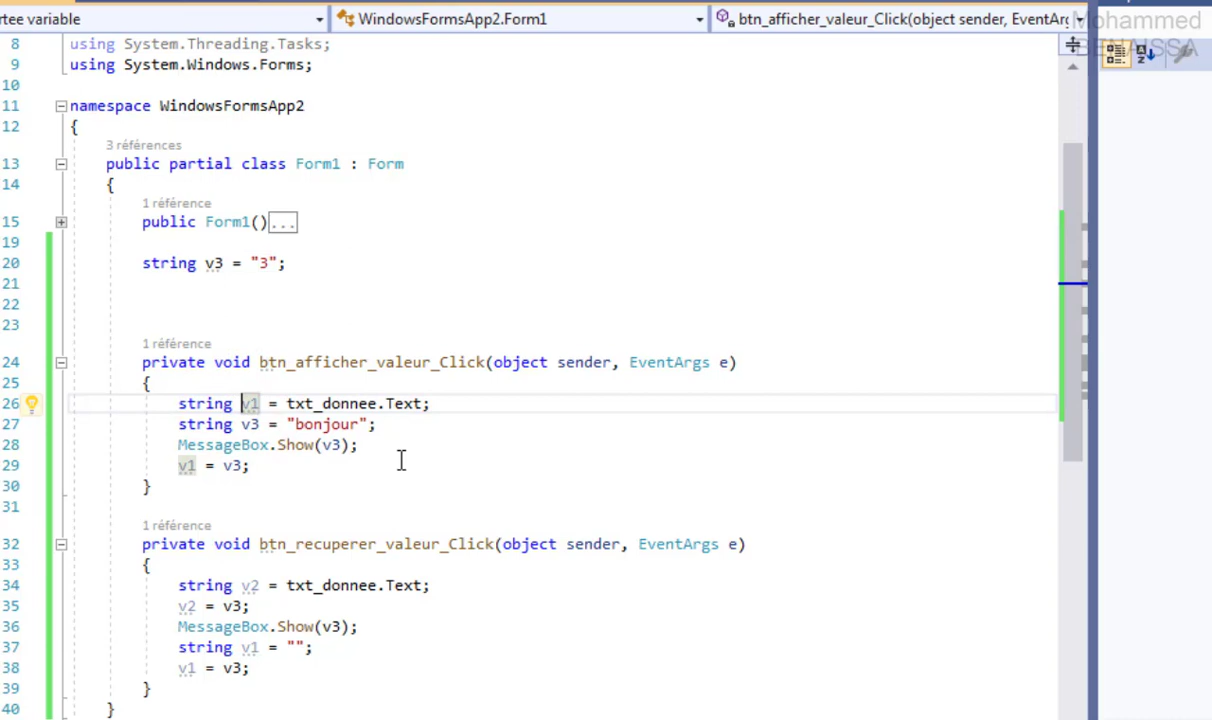 rtee variable
WindowsFormsApp2.Form1
btn_afficher_valeur_Click(object sender, EventArg
Mohammed
BENAISSA
8 using System.Threading.Tasks;
9 using System.Windows.Forms;
10
11 namespace WindowsFormsApp2
12 {
3 références
13 public partial class Form1 : Form
14 {
1 référence
15 public Form1()...
19
20 string v3 = "3";
21
22
23
1 référence
24 private void btn_afficher_valeur_Click(object sender, EventArgs e)
25 {
26 string v1 = txt_donnee.Text;
27 string v3 = "bonjour";
28 MessageBox.Show(v3);
29 v1 = v3;
30 }
31
1 référence
32 private void btn_recuperer_valeur_Click(object sender, EventArgs e)
33 {
34 string v2 = txt_donnee.Text;
35 v2 = v3;
36 MessageBox.Show(v3);
37 string v1 = "";
38 v1 = v3;
39 }
40 }